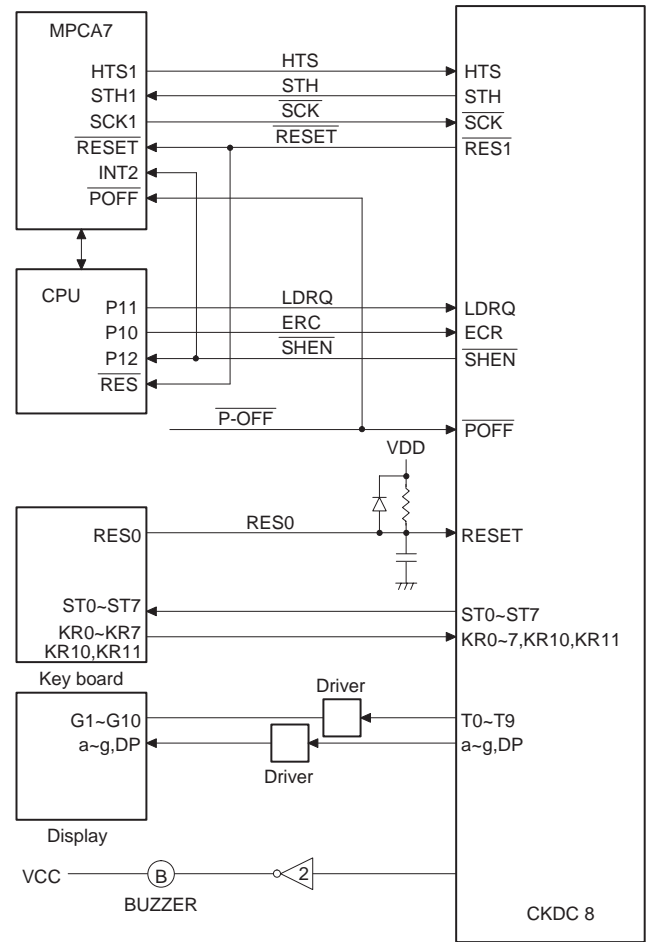 MPCA7
HTS1 HTS HTS
STH1 STH STH
SCK1 SCK SCK
RESET RESET RES1
INT2
POFF
CPU
P11 LDRQ LDRQ
P10 ERC ECR
P12 SHEN SHEN
RES
P-OFF POFF
VDD
RES0 RES0 RESET
ST0~ST7 ST0~ST7
KR0~KR7 KR0~7,KR10,KR11
KR10,KR11
Key board
Driver
G1~G10 T0~T9
a~g,DP a~g,DP
Driver
Display
VCC B 2
BUZZER
CKDC 8